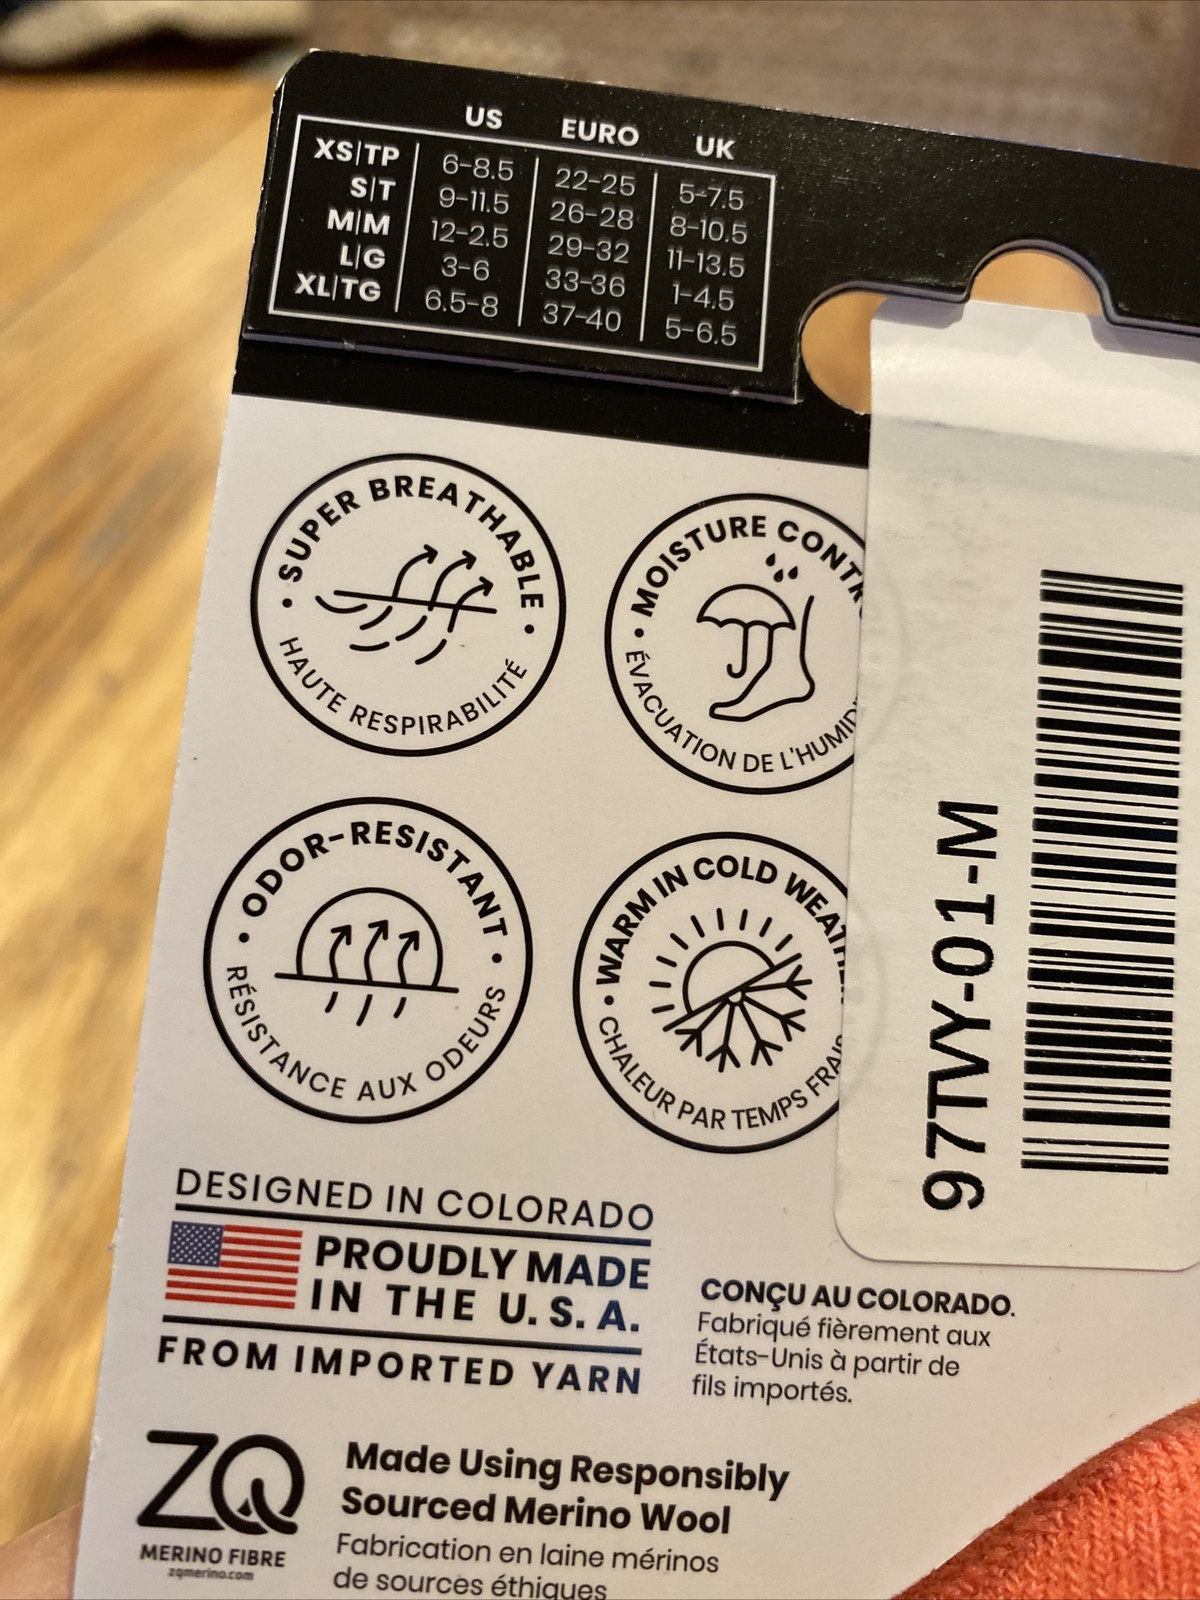 US EURO UK
XS|TP 6-8.5 22-25 5-7.5
S|T 9-11.5 26-28 8-10.5
M|M 12-2.5 29-32 11-13.5
L|G 3-6 33-36 1-4.5
XL|TG 6.5-8 37-40 5-6.5
• SUPER BREATHABLE •
HAUTE RESPIRABILITÉ
• MOISTURE
• ÉVACUATION DE
• ODOR-RESISTANT •
RÉSISTANCE AUX ODEURS
• WARM IN COLD
• CHALEUR PAR TEMPS
97TVY-01-M
DESIGNED IN COLORADO
PROUDLY MADE
IN THE U.S.A.
FROM IMPORTED YARN
CONÇU AU COLORADO.
Fabriqué fièrement aux
États-Unis à partir de
fils importés.
ZQ
MERINO FIBRE
zqmerino.com
Made Using Responsibly
Sourced Merino Wool
Fabrication en laine mérinos
de sources éthiques